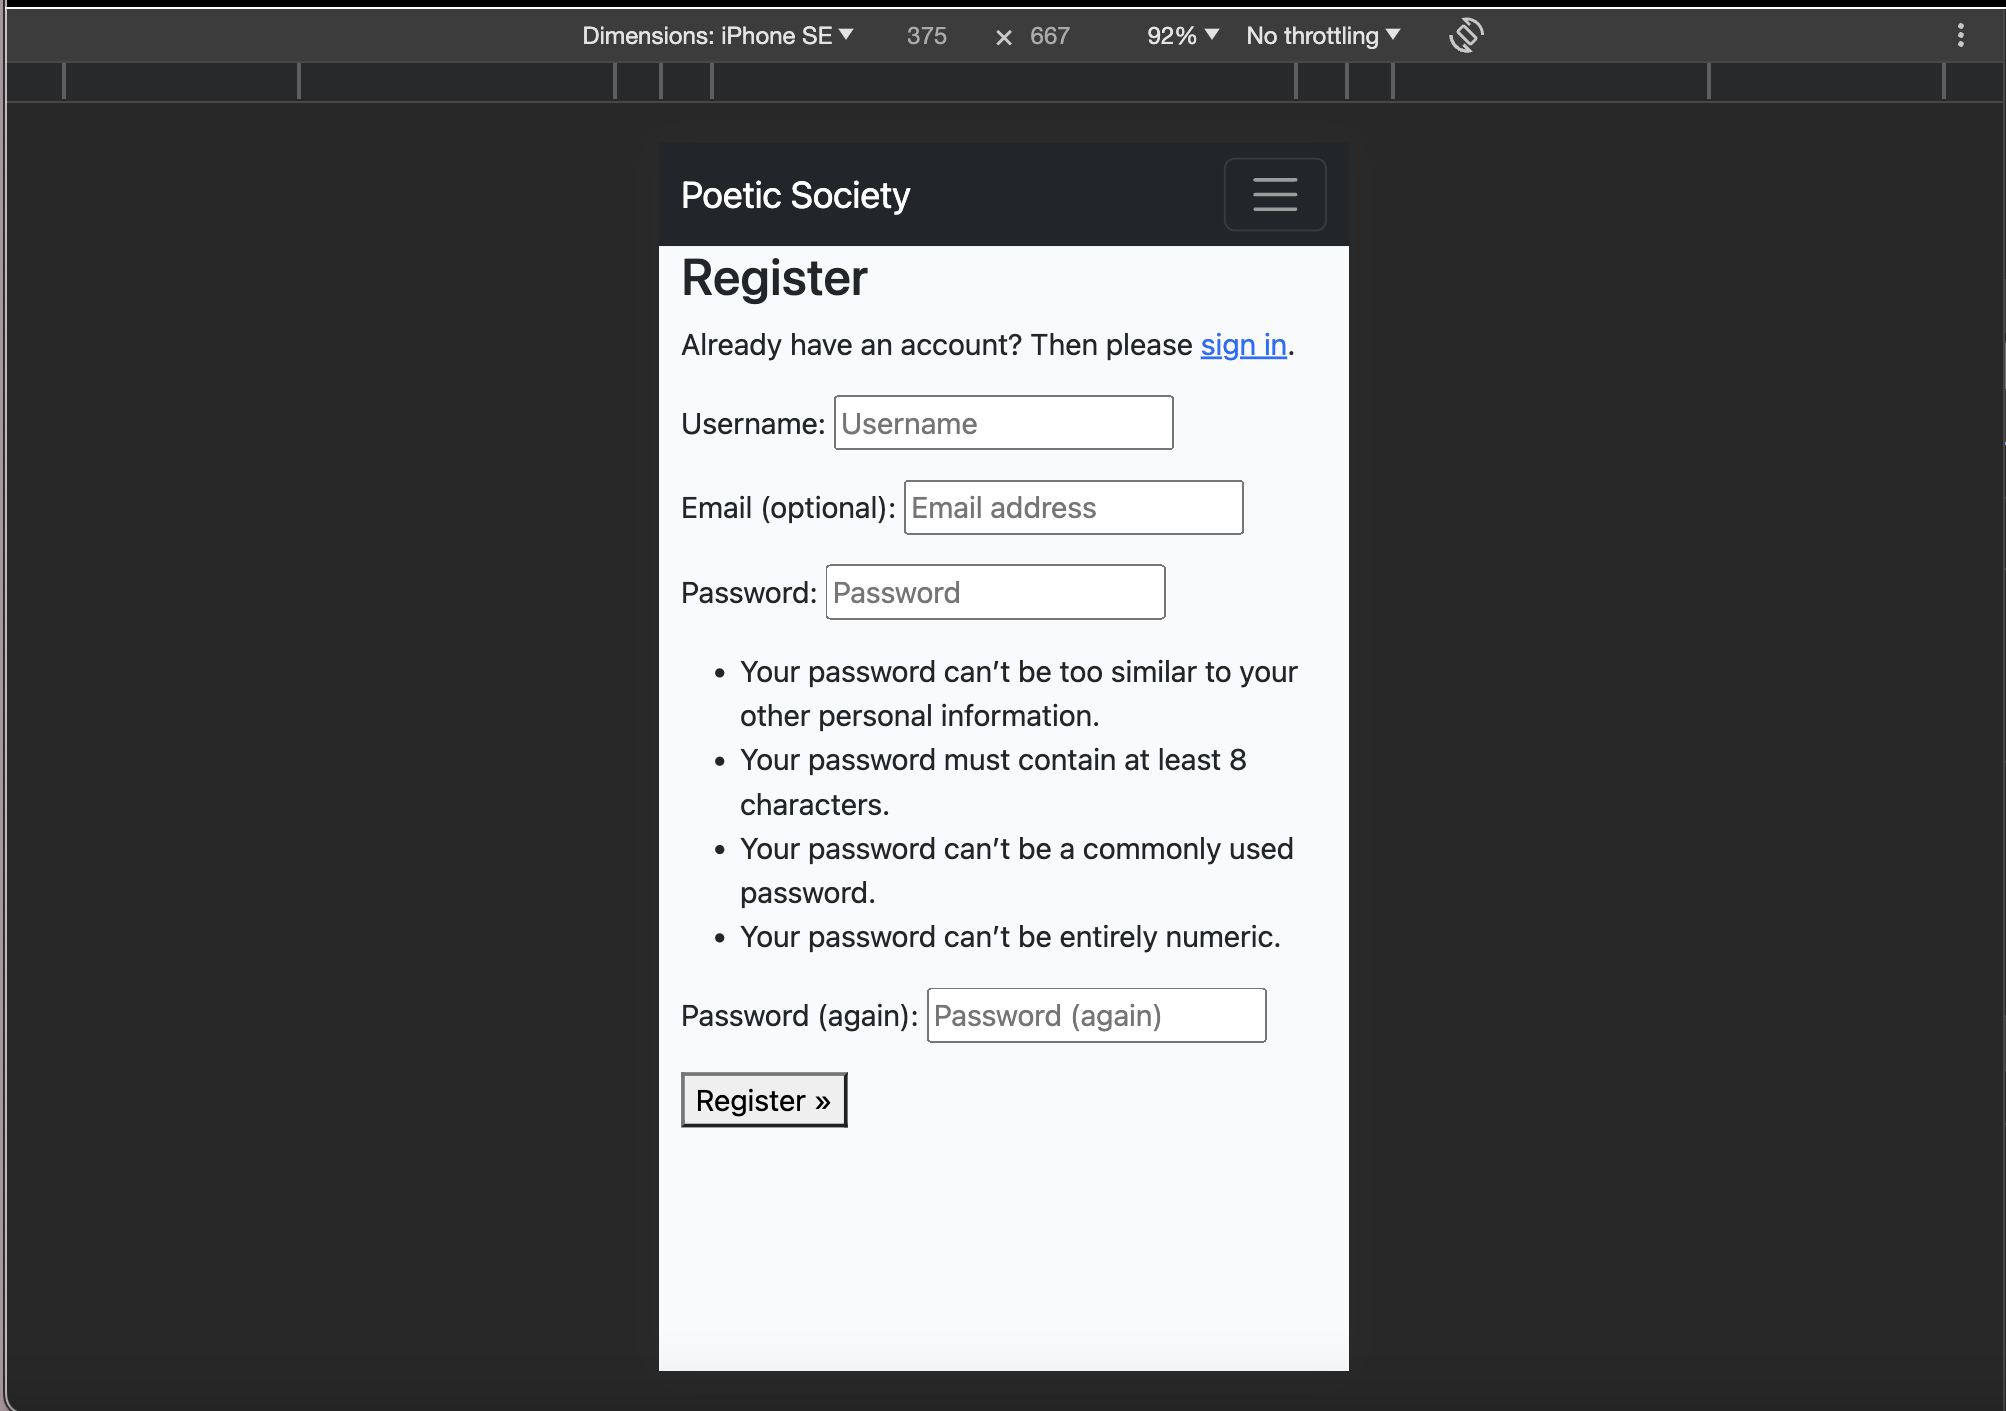 Dimensions: iPhone SE ▼ 375 × 667 92% ▼ No throttling ▼
Poetic Society
Register
Already have an account? Then please sign in.
Username: Username
Email (optional): Email address
Password: Password
• Your password can’t be too similar to your
other personal information.
• Your password must contain at least 8
characters.
• Your password can’t be a commonly used
password.
• Your password can’t be entirely numeric.
Password (again): Password (again)
Register »